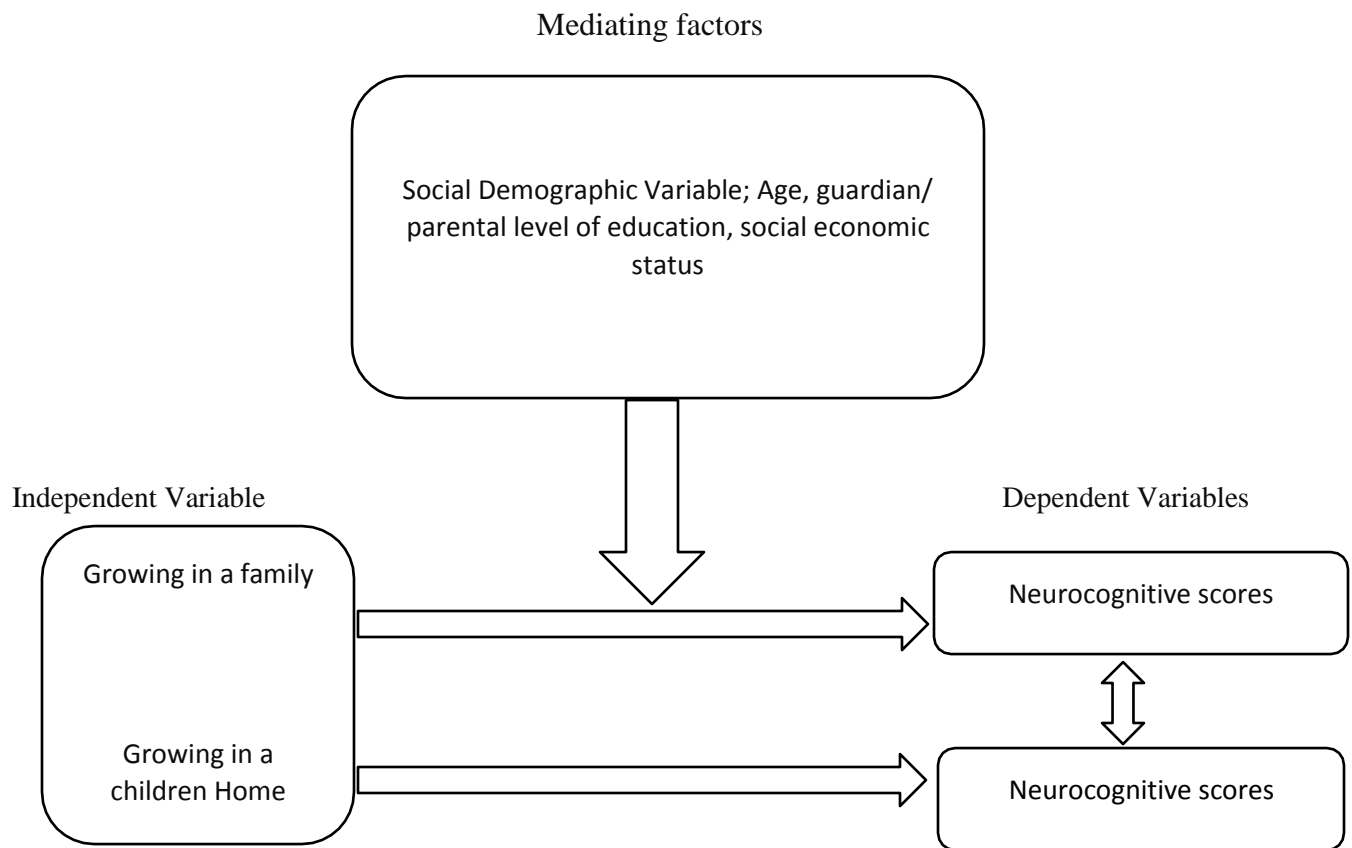 Mediating factors
Social Demographic Variable; Age, guardian/
parental level of education, social economic
status
Independent Variable
Dependent Variables
Growing in a family
Neurocognitive scores
Growing in a
children Home
Neurocognitive scores